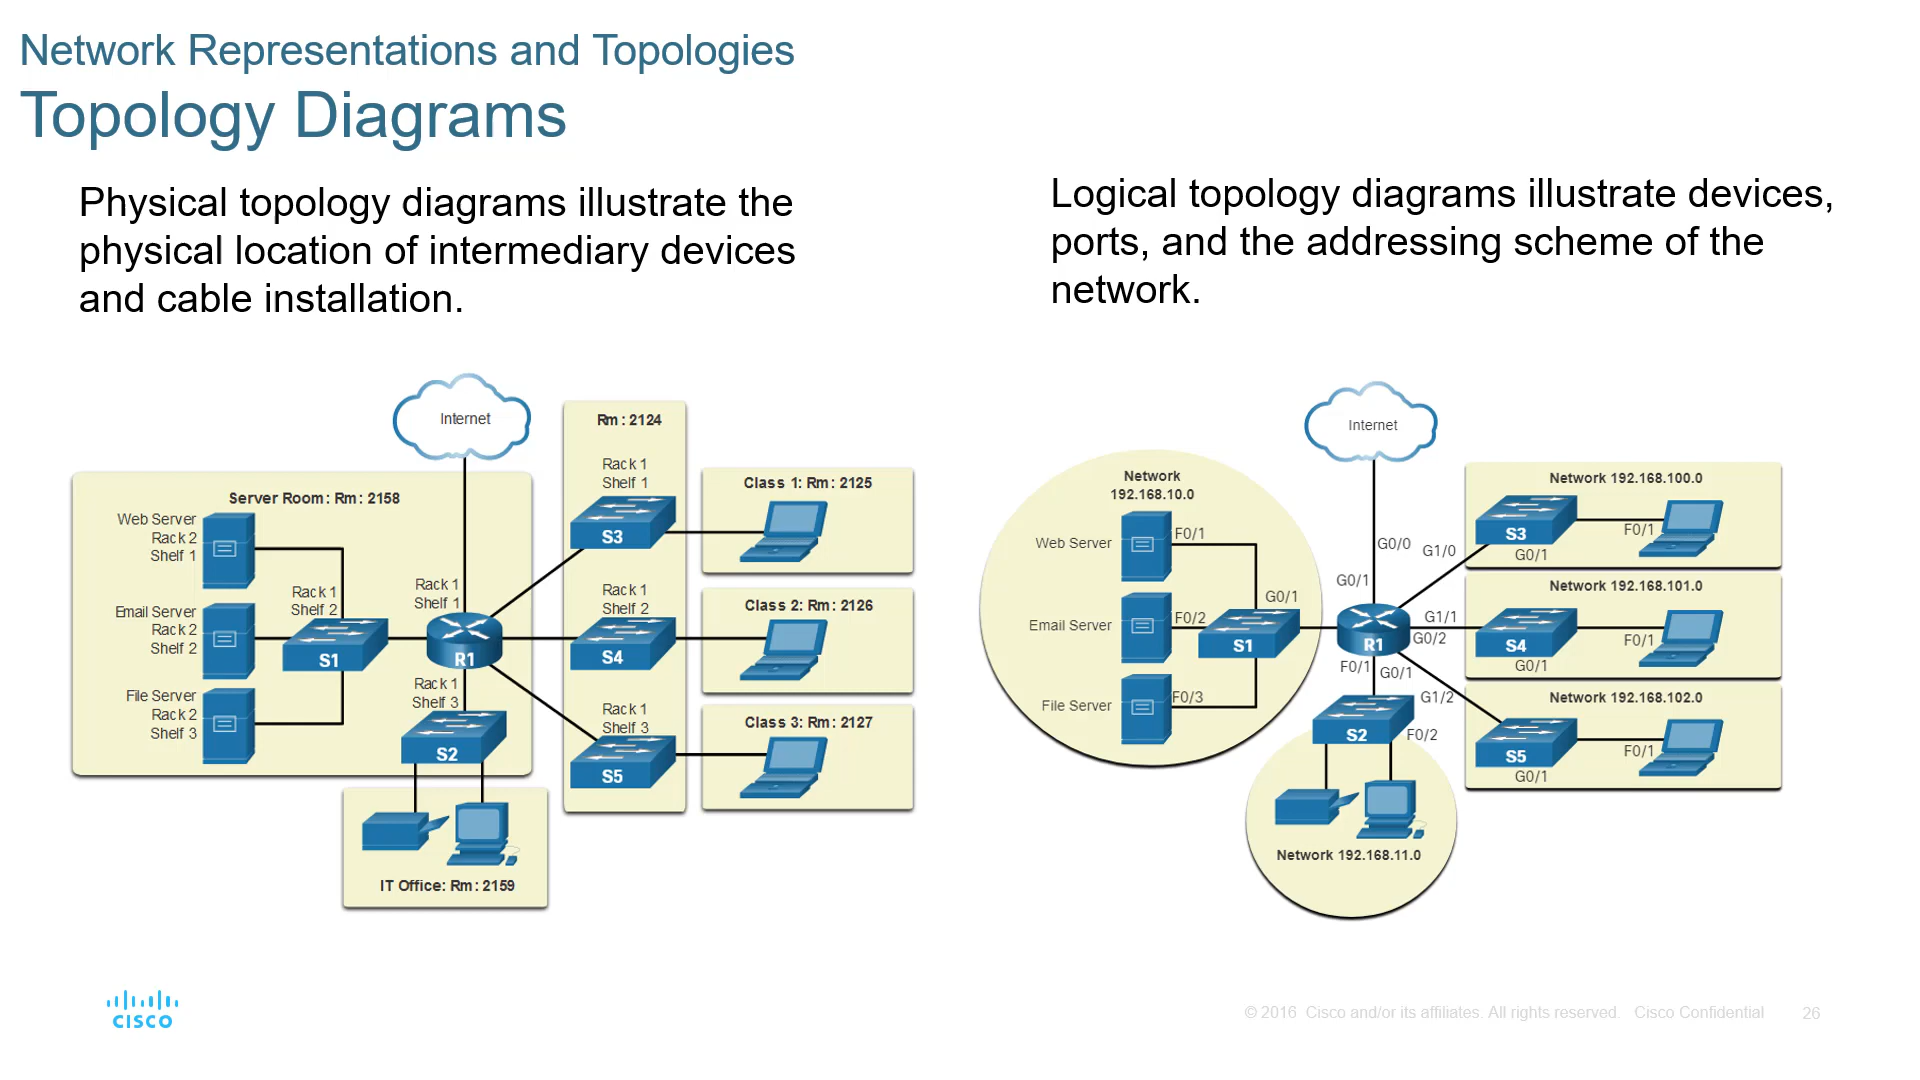 Network Representations and Topologies
Topology Diagrams
Physical topology diagrams illustrate the
physical location of intermediary devices
and cable installation.
Logical topology diagrams illustrate devices,
ports, and the addressing scheme of the
network.
Internet
Server Room: Rm: 2158
Web Server
Rack 2
Shelf 1
Email Server
Rack 2
Shelf 2
File Server
Rack 2
Shelf 3
Rack 1
Shelf 2
S1
Rack 1
Shelf 1
R1
Rack 1
Shelf 3
S2
IT Office: Rm: 2159
Rm: 2124
Rack 1
Shelf 1
S3
Rack 1
Shelf 2
S4
Rack 1
Shelf 3
S5
Class 1: Rm: 2125
Class 2: Rm: 2126
Class 3: Rm: 2127
Internet
Network
192.168.10.0
Web Server
F0/1
Email Server
F0/2
File Server
F0/3
G0/1
S1
G0/0
G1/0
G0/1
R1
G1/1
G0/2
F0/1
G0/1
G1/2
S2
F0/2
Network 192.168.11.0
Network 192.168.100.0
S3
F0/1
G0/1
Network 192.168.101.0
S4
F0/1
G0/1
Network 192.168.102.0
S5
F0/1
G0/1
CISCO
© 2016 Cisco and/or its affiliates. All rights reserved. Cisco Confidential
26